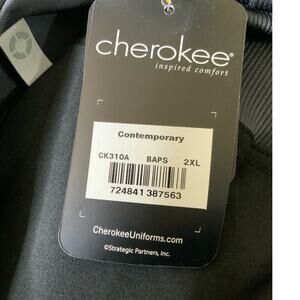 cherokee®
inspired comfort
Contemporary
CK310A BAPS 2XL
724841 387563
CherokeeUniforms.com
©Strategic Partners, Inc.